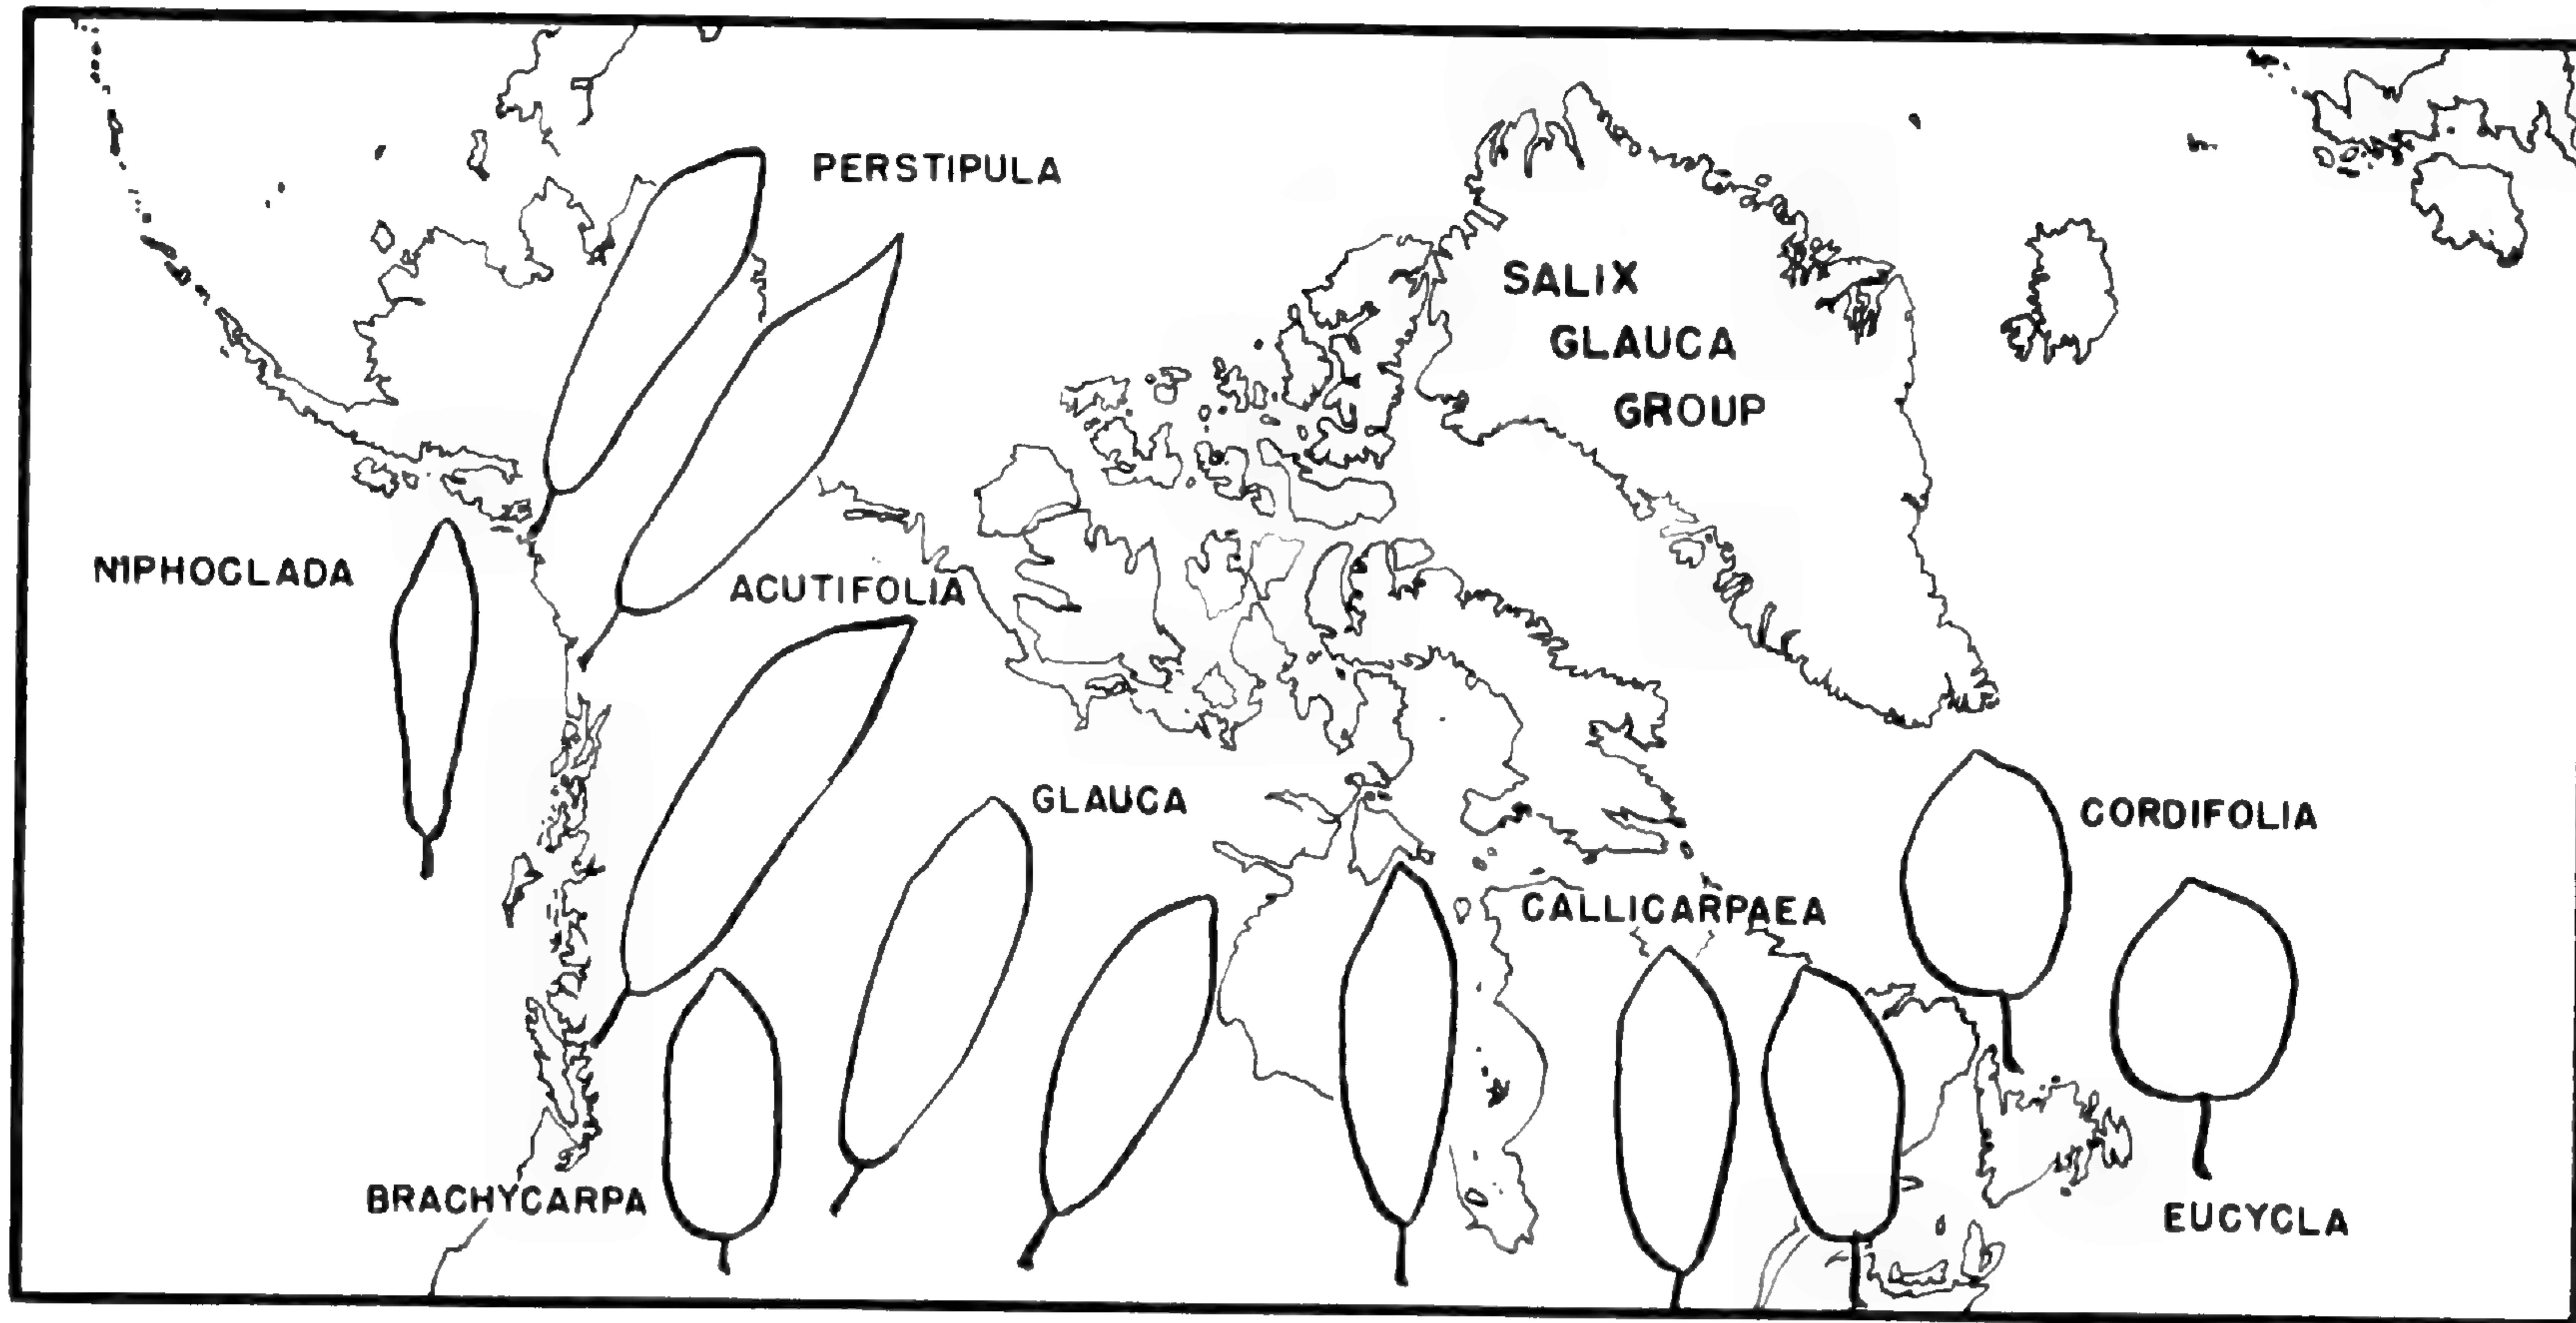 PERSTIPULA
SALIX
GLAUCA
GROUP
NIPHOCLADA
ACUTIFOLIA
GLAUCA
CORDIFOLIA
CALLICARPAEA
BRACHYCARPA
EUCYCLA